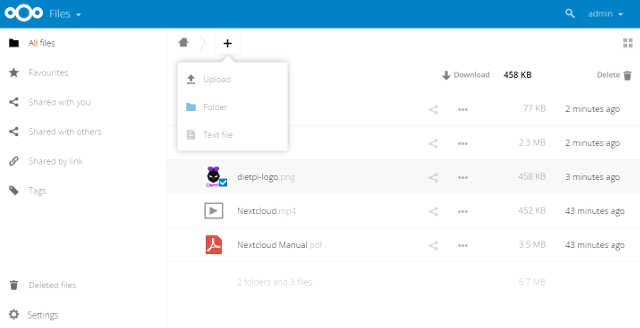 Files
admin
All files
Favourites
Shared with you
Shared with others
Shared by link
Tags
Deleted files
Settings
Upload
Folder
Text file
Download 458 KB Delete
77 KB 2 minutes ago
2.3 MB 2 minutes ago
dietpi-logo.png 458 KB 3 minutes ago
Nextcloud.mp4 452 KB 43 minutes ago
Nextcloud Manual.pdf 3.5 MB 43 minutes ago
2 folders and 3 files 6.7 MB